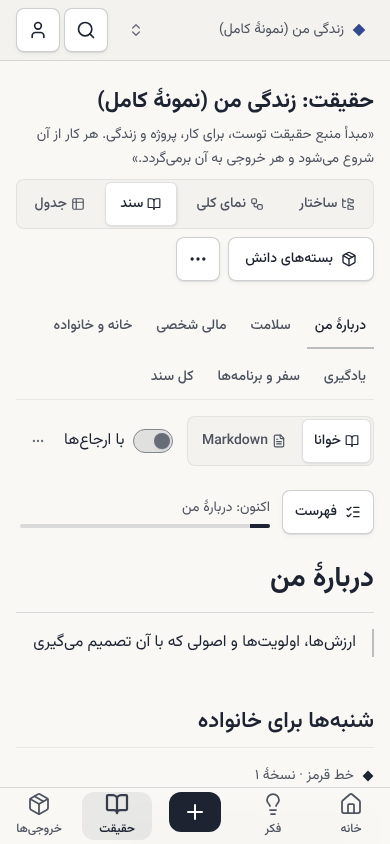 زندگی من (نمونهٔ کامل)
حقیقت: زندگی من (نمونهٔ کامل)
«مبدأ منبع حقیقت توست، برای کار، پروژه و زندگی. هر کار از آن
شروع می‌شود و هر خروجی به آن برمی‌گردد.»
ساختار نمای کلی سند جدول
بسته‌های دانش
دربارهٔ من سلامت مالی شخصی خانه و خانواده
یادگیری سفر و برنامه‌ها کل سند
خوانا Markdown با ارجاع‌ها
فهرست
اکنون: دربارهٔ من
دربارهٔ من
ارزش‌ها، اولویت‌ها و اصولی که با آن تصمیم می‌گیری
شنبه‌ها برای خانواده
خط قرمز · نسخهٔ ۱
خانه فکر حقیقت خروجی‌ها